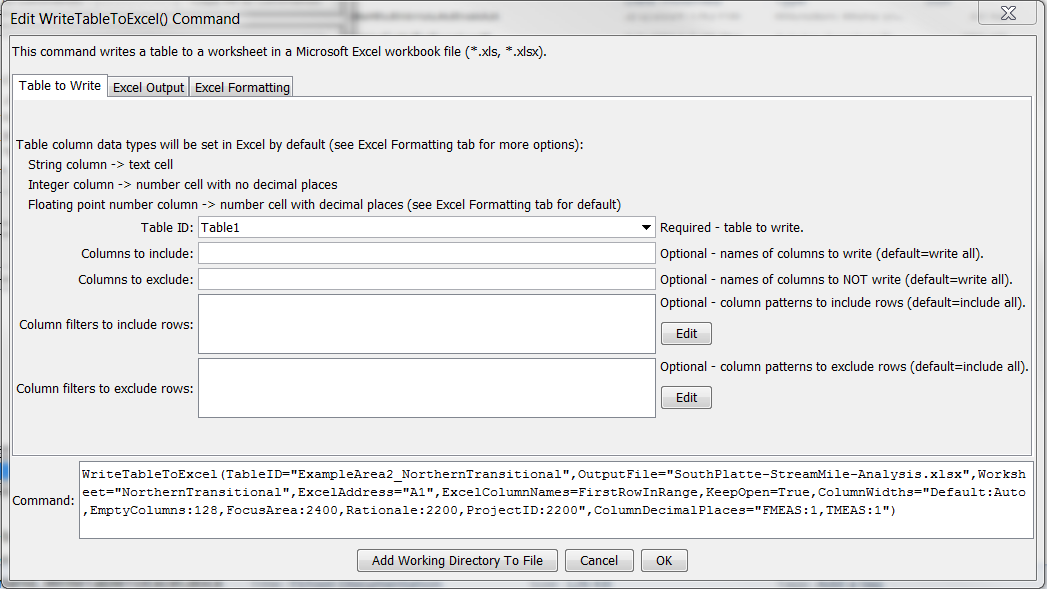 Edit WriteTableToExcel() Command
This command writes a table to a worksheet in a Microsoft Excel workbook file (*.xls, *.xlsx).
Table to Write Excel Output Excel Formatting
Table column data types will be set in Excel by default (see Excel Formatting tab for more options):
String column -> text cell
Integer column -> number cell with no decimal places
Floating point number column -> number cell with decimal places (see Excel Formatting tab for default)
Table ID: Table1 Required - table to write.
Columns to include: Optional - names of columns to write (default=write all).
Columns to exclude: Optional - names of columns to NOT write (default=write all).
Optional - column patterns to include rows (default=include all).
Column filters to include rows:
Edit
Optional - column patterns to exclude rows (default=include all).
Column filters to exclude rows:
Edit
WriteTableToExcel(TableID="ExampleArea2_NorthernTransitional",OutputFile="SouthPlatte-StreamMile-Analysis.xlsx",Worksh
Command: eet="NorthernTransitional",ExcelAddress="A1",ExcelColumnNames=FirstRowInRange,KeepOpen=True,ColumnWidths="Default:Auto
,EmptyColumns:128,FocusArea:2400,Rationale:2200,ProjectID:2200",ColumnDecimalPlaces="FMEAS:1,TMEAS:1")
Add Working Directory To File Cancel OK